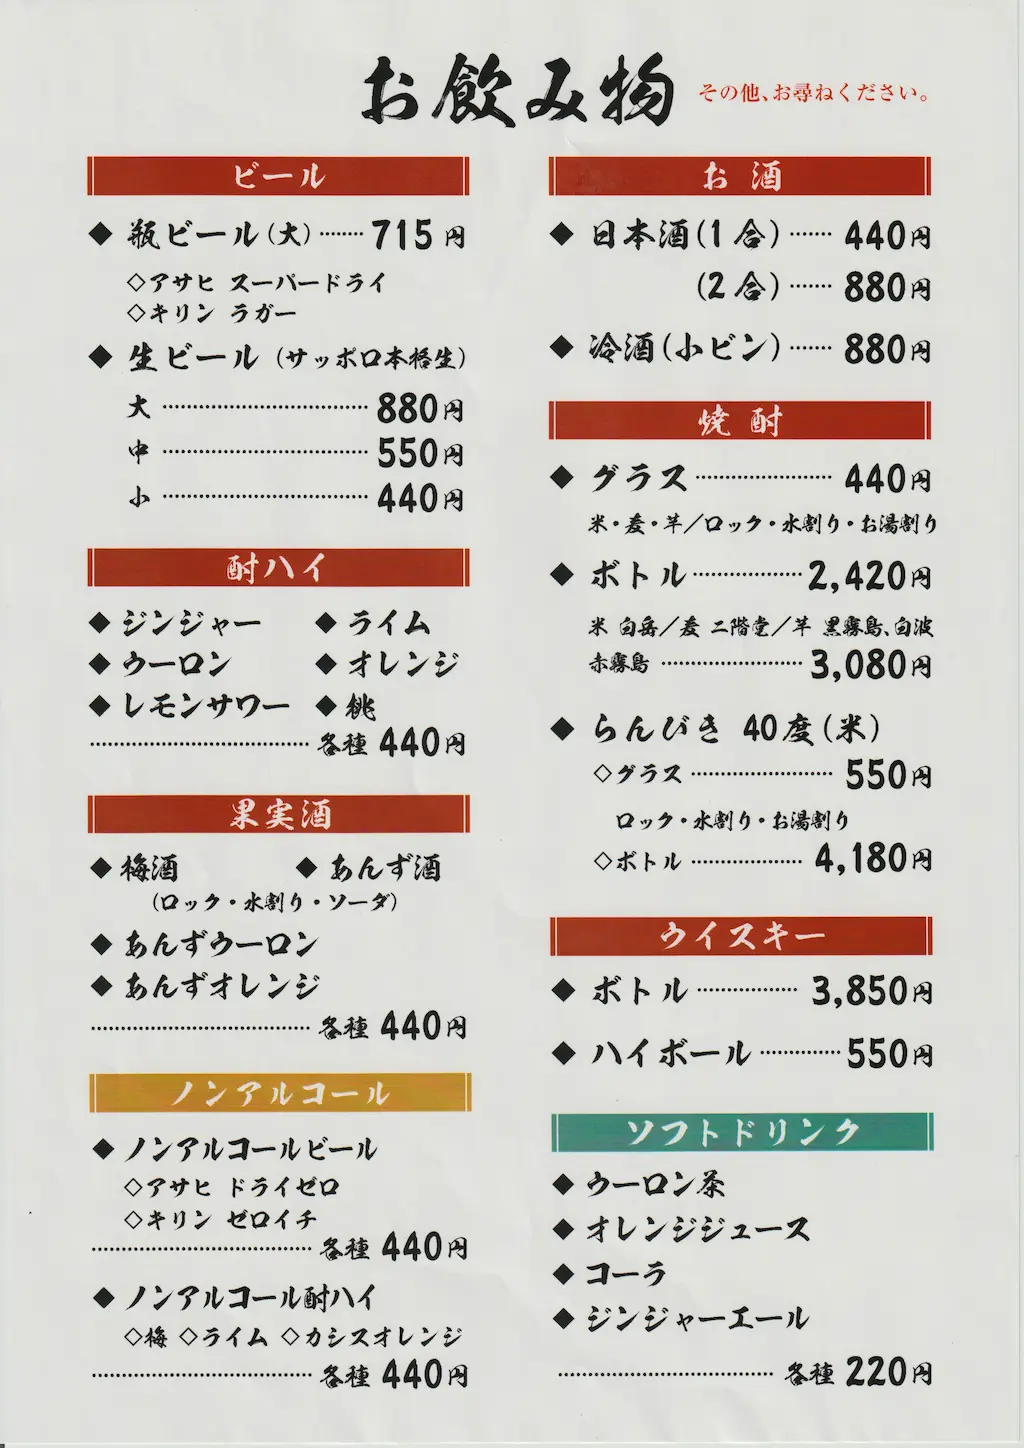 お飲み物 その他、お尋ねください。
ビール
◆ 瓶ビール(大)········ 715円
◇アサヒ スーパードライ
◇キリン ラガー
◆ 生ビール (サッポロ本格生)
大 ································ 880円
中 ································ 550円
小 ································ 440円
酎ハイ
◆ ジンジャー ◆ ライム
◆ ウーロン ◆ オレンジ
◆ レモンサワー ◆ 桃
································ 各種 440円
果実酒
◆ 梅酒 ◆ あんず酒
(ロック・水割り・ソーダ)
◆ あんずウーロン
◆ あんずオレンジ
································ 各種 440円
ノンアルコール
◆ ノンアルコールビール
◇アサヒ ドライゼロ
◇キリン ゼロイチ
································ 各種 440円
◆ ノンアルコール酎ハイ
◇梅 ◇ライム ◇カシスオレンジ
································ 各種 440円
お酒
◆ 日本酒(1合)······· 440円
(2合)······· 880円
◆ 冷酒(小ビン)······· 880円
焼酎
◆ グラス ···················· 440円
米・麦・芋/ロック・水割り・お湯割り
◆ ボトル ················ 2,420円
米 白岳/麦 二階堂/芋 黒霧島、白波
赤霧島 ···················· 3,080円
◆ らんびき 40度(米)
◇グラス ···················· 550円
ロック・水割り・お湯割り
◇ボトル ················ 4,180円
ウイスキー
◆ ボトル ··············· 3,850円
◆ ハイボール ············ 550円
ソフトドリンク
◆ ウーロン茶
◆ オレンジジュース
◆ コーラ
◆ ジンジャーエール
································ 各種 220円